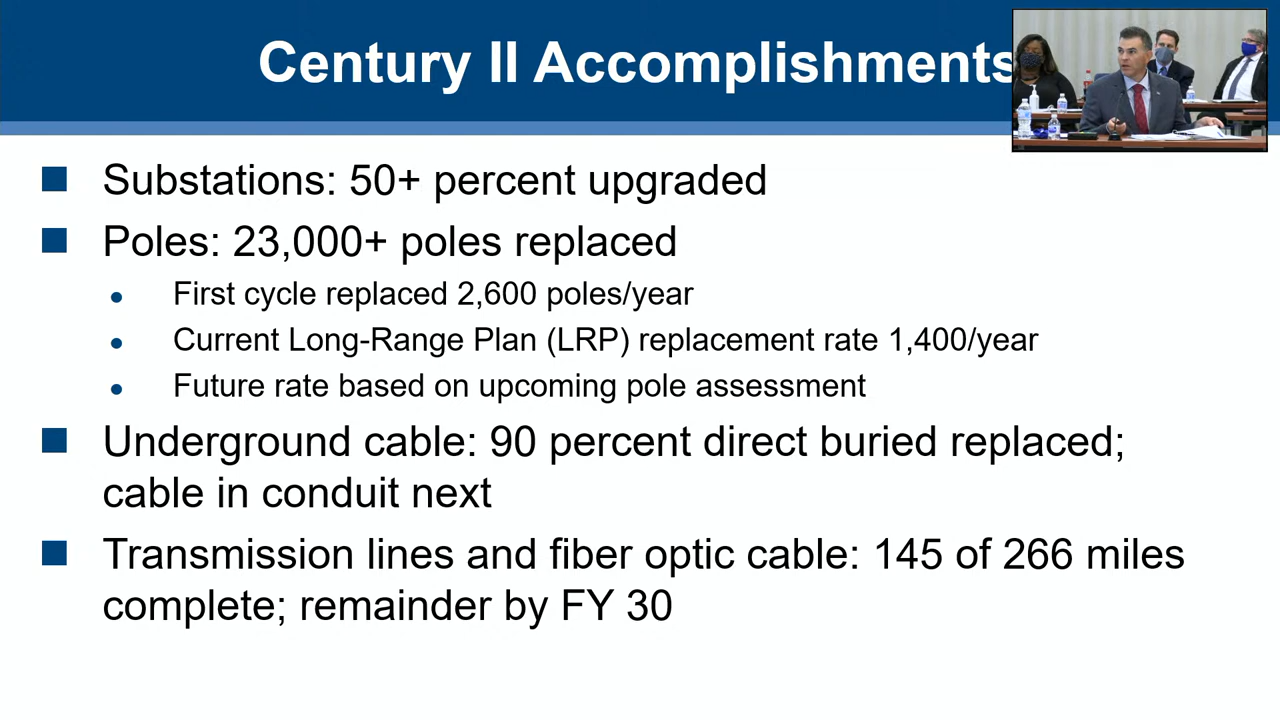 Century II Accomplishments
Substations: 50+ percent upgraded
Poles: 23,000+ poles replaced
First cycle replaced 2,600 poles/year
Current Long-Range Plan (LRP) replacement rate 1,400/year
Future rate based on upcoming pole assessment
Underground cable: 90 percent direct buried replaced;
cable in conduit next
Transmission lines and fiber optic cable: 145 of 266 miles
complete; remainder by FY 30